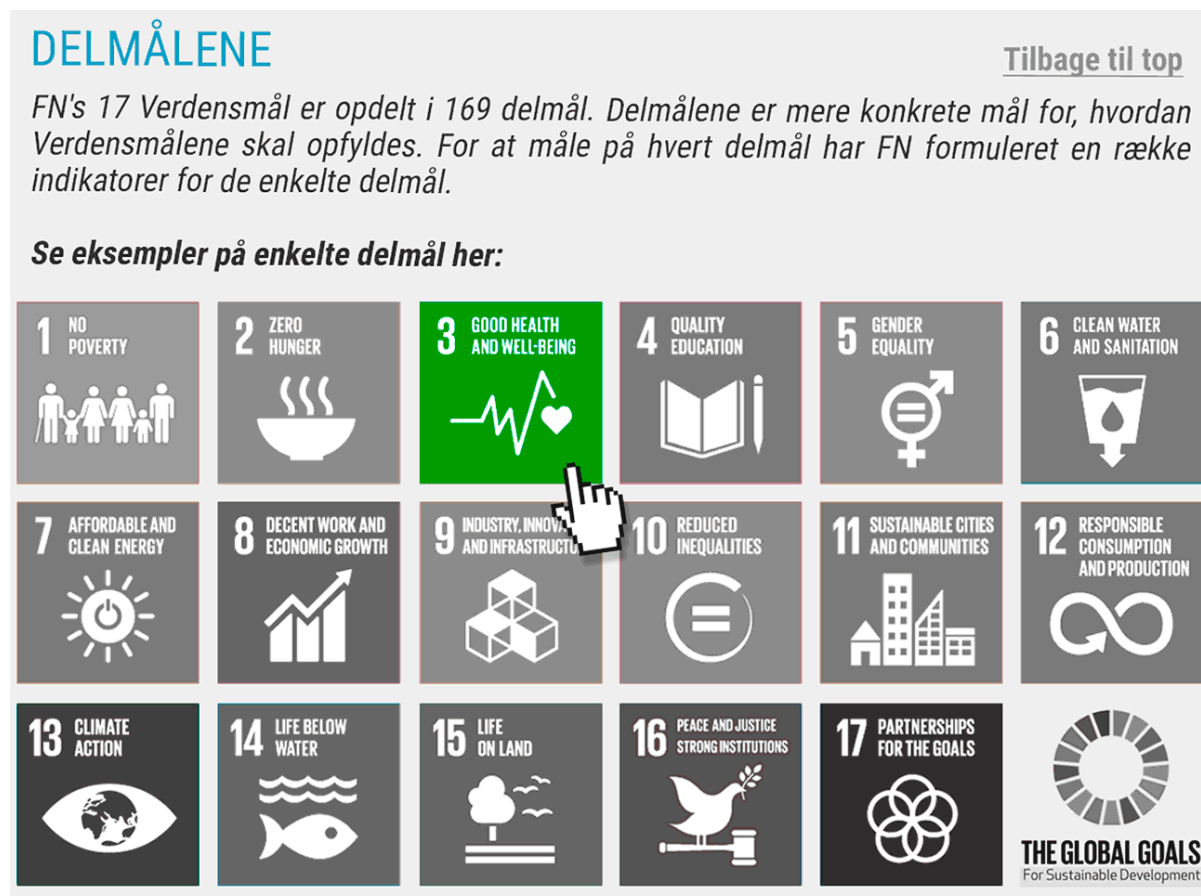 DELMÅLENE
Tilbage til top
FN's 17 Verdensmål er opdelt i 169 delmål. Delmålene er mere konkrete mål for, hvordan
Verdensmålene skal opfyldes. For at måle på hvert delmål har FN formuleret en række
indikatorer for de enkelte delmål.
Se eksempler på enkelte delmål her:
1 NO
POVERTY
2 ZERO
HUNGER
3 GOOD HEALTH
AND WELL-BEING
4 QUALITY
EDUCATION
5 GENDER
EQUALITY
6 CLEAN WATER
AND SANITATION
7 AFFORDABLE AND
CLEAN ENERGY
8 DECENT WORK AND
ECONOMIC GROWTH
9 INDUSTRY,
AND
10 REDUCED
INEQUALITIES
11 SUSTAINABLE CITIES
AND COMMUNITIES
12 RESPONSIBLE
CONSUMPTION
AND PRODUCTION
13 CLIMATE
ACTION
14 LIFE BELOW
WATER
15 LIFE
ON LAND
16 PEACE AND JUSTICE
STRONG INSTITUTIONS
17 PARTNERSHIPS
FOR THE GOALS
THE GLOBAL GOALS
For Sustainable Development